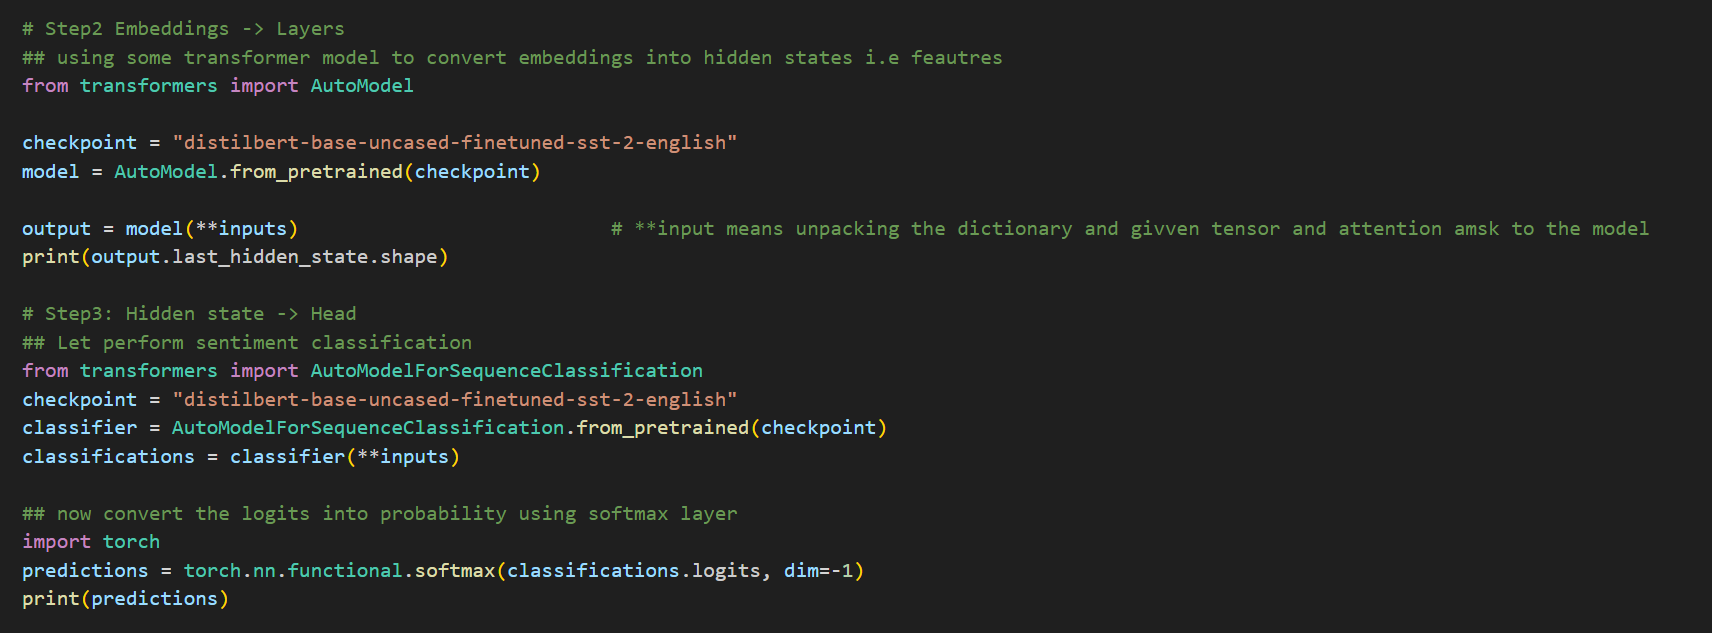 # Step2 Embeddings -> Layers
## using some transformer model to convert embeddings into hidden states i.e feautres
from transformers import AutoModel
checkpoint = "distilbert-base-uncased-finetuned-sst-2-english"
model = AutoModel.from_pretrained(checkpoint)
output = model(**inputs) # **input means unpacking the dictionary and givven tensor and attention amsk to the model
print(output.last_hidden_state.shape)
# Step3: Hidden state -> Head
## Let perform sentiment classification
from transformers import AutoModelForSequenceClassification
checkpoint = "distilbert-base-uncased-finetuned-sst-2-english"
classifier = AutoModelForSequenceClassification.from_pretrained(checkpoint)
classifications = classifier(**inputs)
## now convert the logits into probability using softmax layer
import torch
predictions = torch.nn.functional.softmax(classifications.logits, dim=-1)
print(predictions)